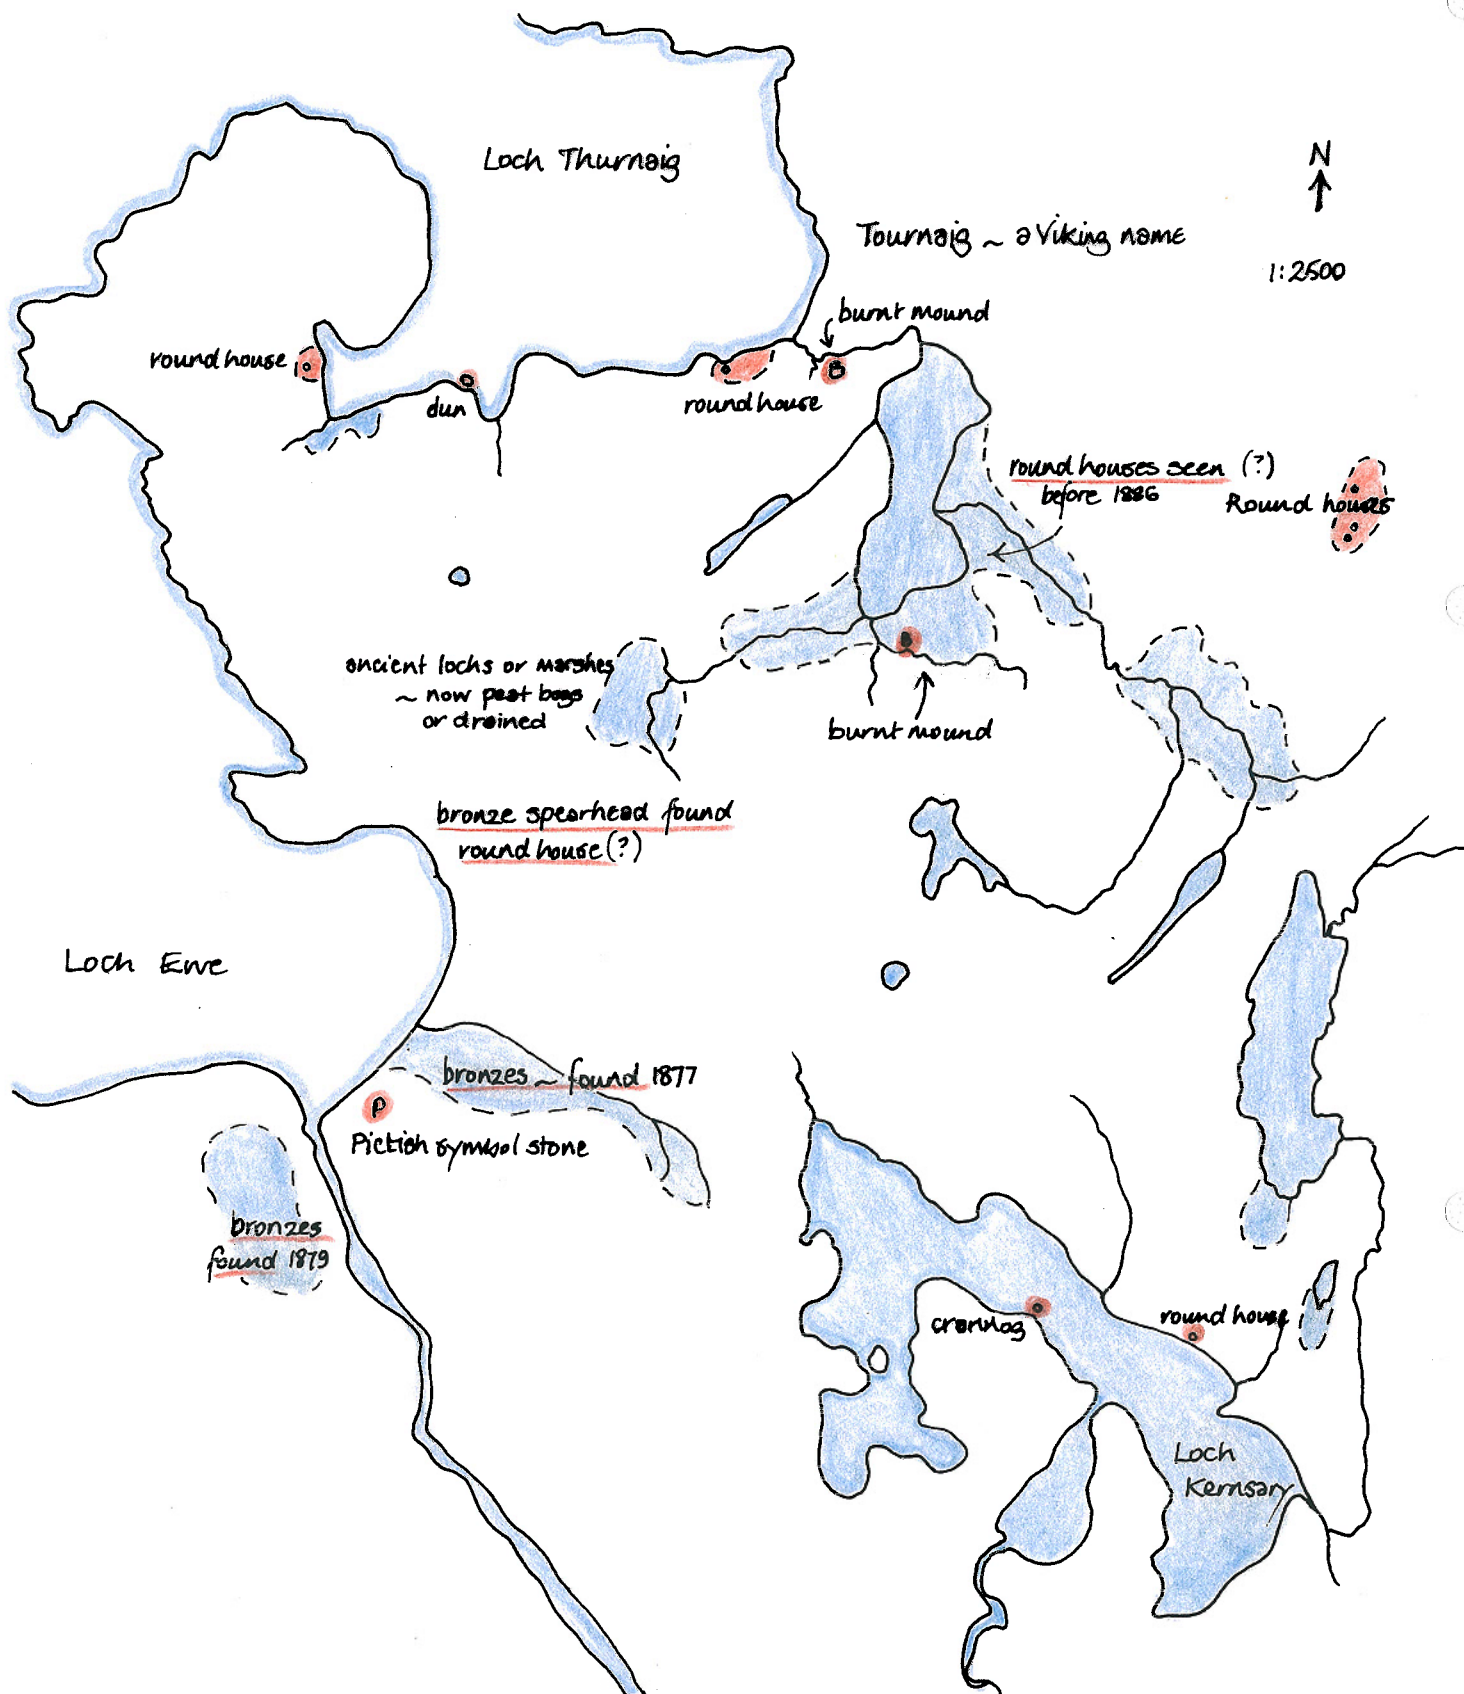 Loch Thurnaig
N
Tournaig ~ a Viking name
1:2500
burnt mound
round house
dun
B
round house
round houses seen (?)
before 1886
Round houses
ancient lochs or marshes
~ now peat bogs
or drained
B
burnt mound
bronze spearhead found
round house (?)
Loch Ewe
bronzes ~ found 1877
P
Pictish symbol stone
bronzes
found 1879
crannog
round house
Loch
Kernsary